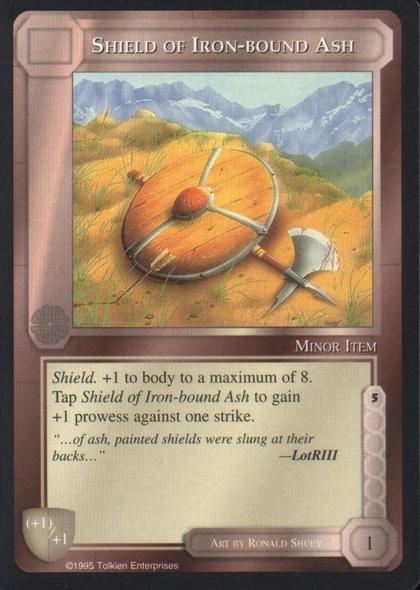 SHIELD OF IRON-BOUND ASH
MINOR ITEM
Shield. +1 to body to a maximum of 8.
Tap Shield of Iron-bound Ash to gain
+1 prowess against one strike.
“…of ash, painted shields were slung at their
backs…” —LotRIII
5
(+1)/+1
ART BY RONALD SHUEY
1
©1995 Tolkien Enterprises